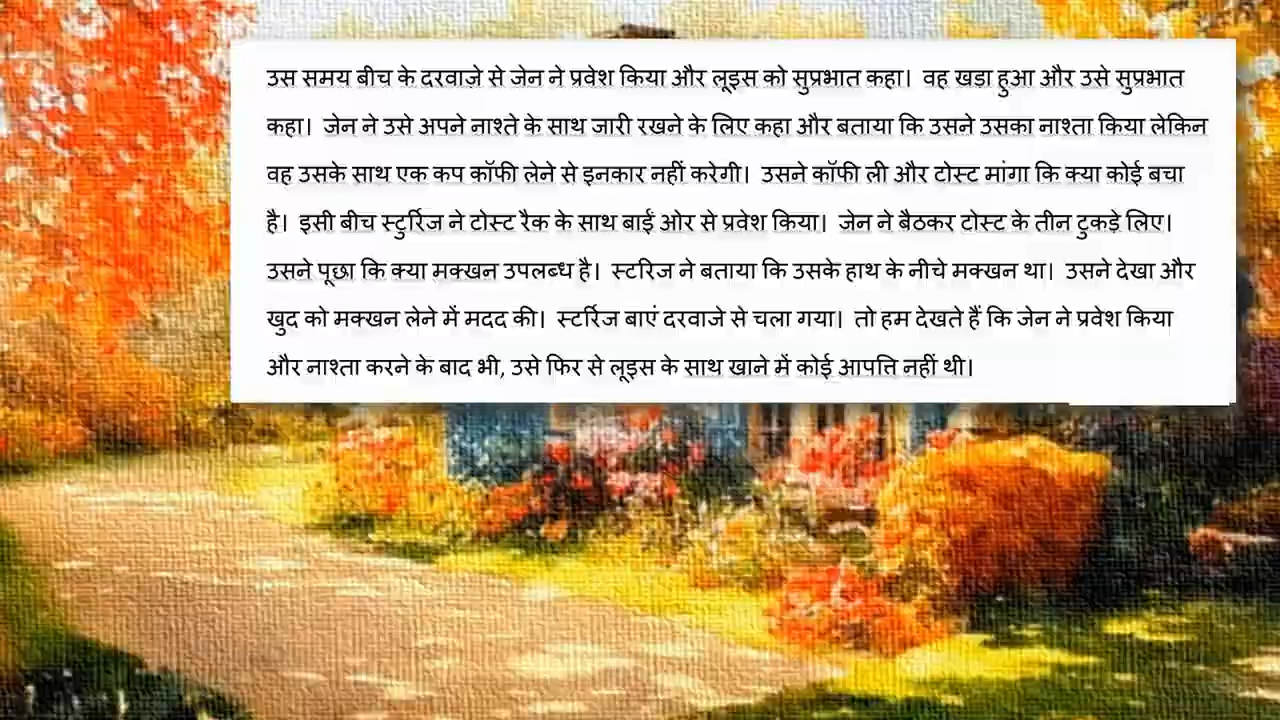 उस समय बीच के दरवाज़े से जेन ने प्रवेश किया और लूइस को सुप्रभात कहा। वह खड़ा हुआ और उसे सुप्रभात
कहा। जेन ने उसे अपने नाश्ते के साथ जारी रखने के लिए कहा और बताया कि उसने उसका नाश्ता किया लेकिन
वह उसके साथ एक कप कॉफी लेने से इनकार नहीं करेगी। उसने कॉफी ली और टोस्ट मांगा कि क्या कोई बचा
है। इसी बीच स्टुर्रिज ने टोस्ट रैक के साथ बाईं ओर से प्रवेश किया। जेन ने बैठकर टोस्ट के तीन टुकड़े लिए।
उसने पूछा कि क्या मक्खन उपलब्ध है। स्टरिज ने बताया कि उसके हाथ के नीचे मक्खन था। उसने देखा और
खुद को मक्खन लेने में मदद की। स्टर्रिज बाएं दरवाजे से चला गया। तो हम देखते हैं कि जेन ने प्रवेश किया
और नाश्ता करने के बाद भी, उसे फिर से लूइस के साथ खाने में कोई आपत्ति नहीं थी।